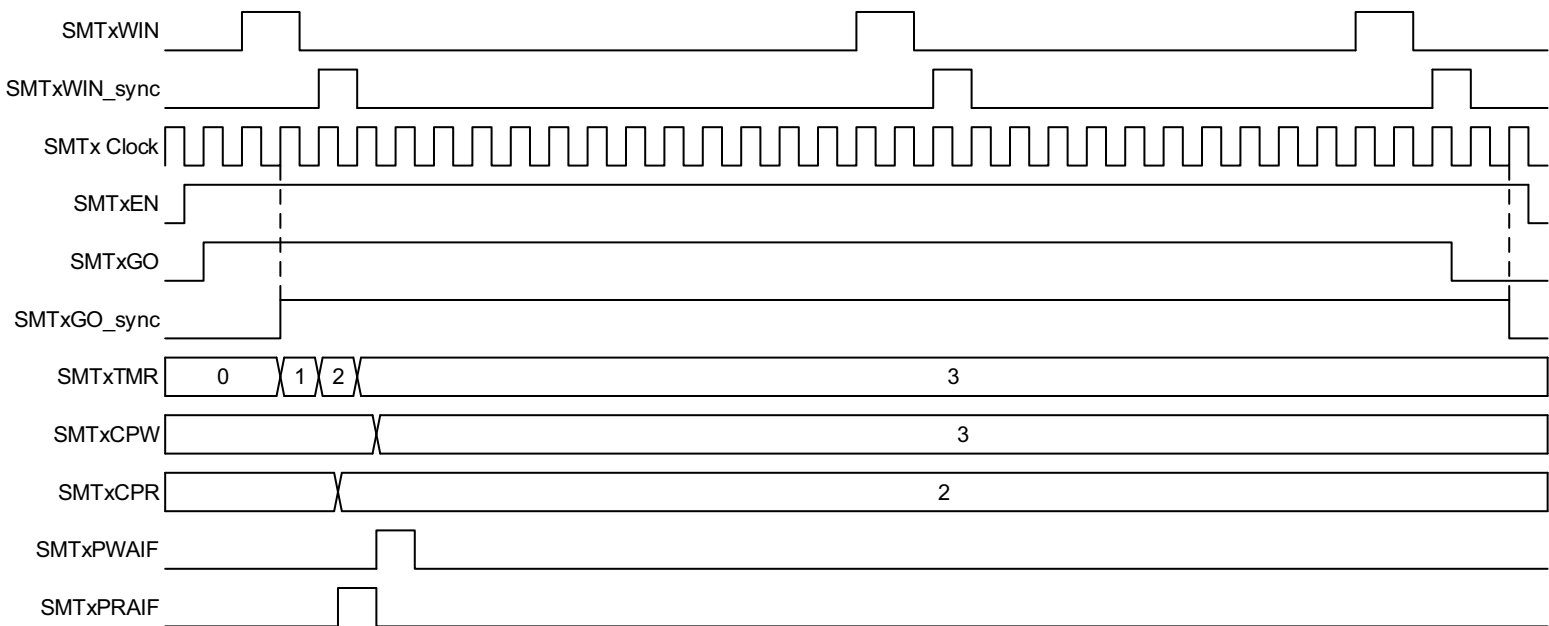 SMTxWIN
SMTxWIN_sync
SMTx Clock
SMTxEN
SMTxGO
SMTxGO_sync
SMTxTMR 0 1 2 3
SMTxCPW 3
SMTxCPR 2
SMTxPWAIF
SMTxPRAIF